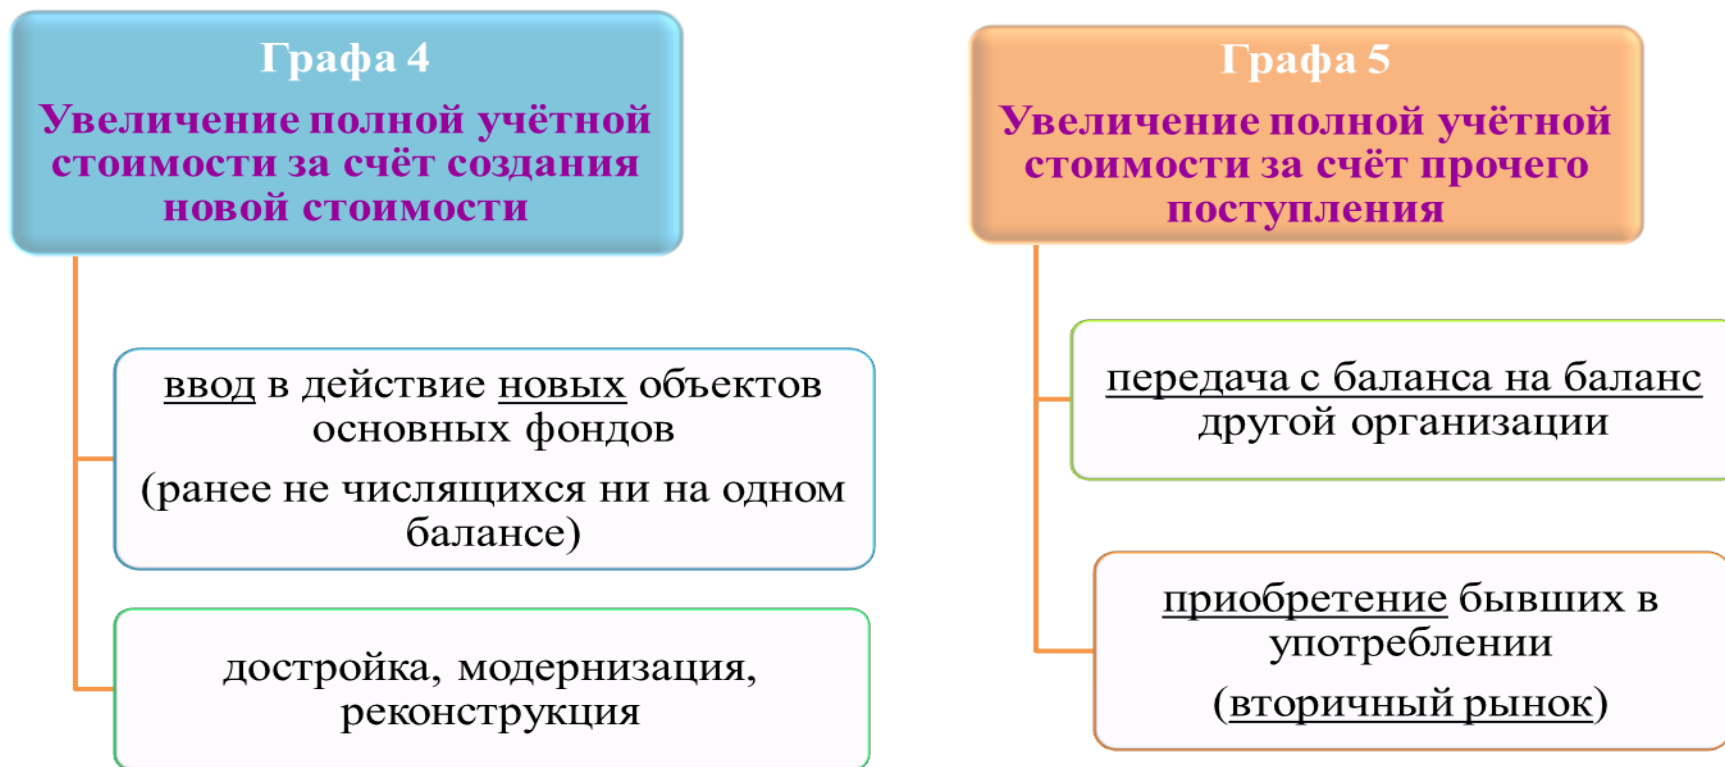 Графа 4
Увеличение полной учётной
стоимости за счёт создания
новой стоимости
ввод в действие новых объектов
основных фондов
(ранее не числящихся ни на одном
балансе)
достройка, модернизация,
реконструкция
Графа 5
Увеличение полной учётной
стоимости за счёт прочего
поступления
передача с баланса на баланс
другой организации
приобретение бывших в
употреблении
(вторичный рынок)